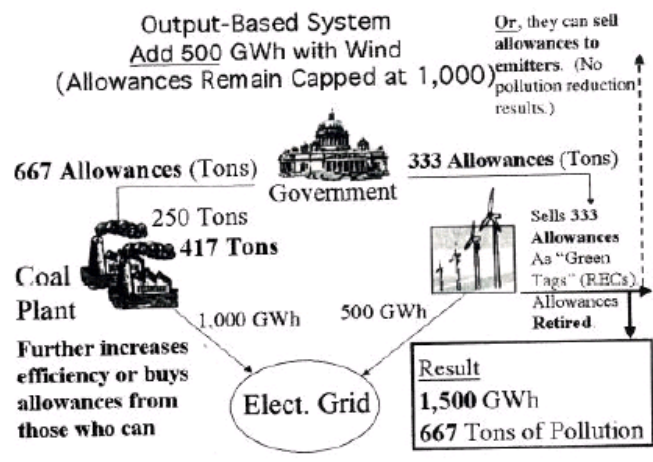 Output-Based System
Add 500 GWh with Wind
(Allowances Remain Capped at 1,000)
Or, they can sell
allowances to
emitters. (No
pollution reduction
results.)
667 Allowances (Tons)
Government
333 Allowances (Tons)
250 Tons
417 Tons
Coal
Plant
Sells 333
Allowances
As "Green
Tags" (RECs)
Allowances
Retired
1,000 GWh
500 GWh
Further increases
efficiency or buys
allowances from
those who can
Elect. Grid
Result
1,500 GWh
667 Tons of Pollution